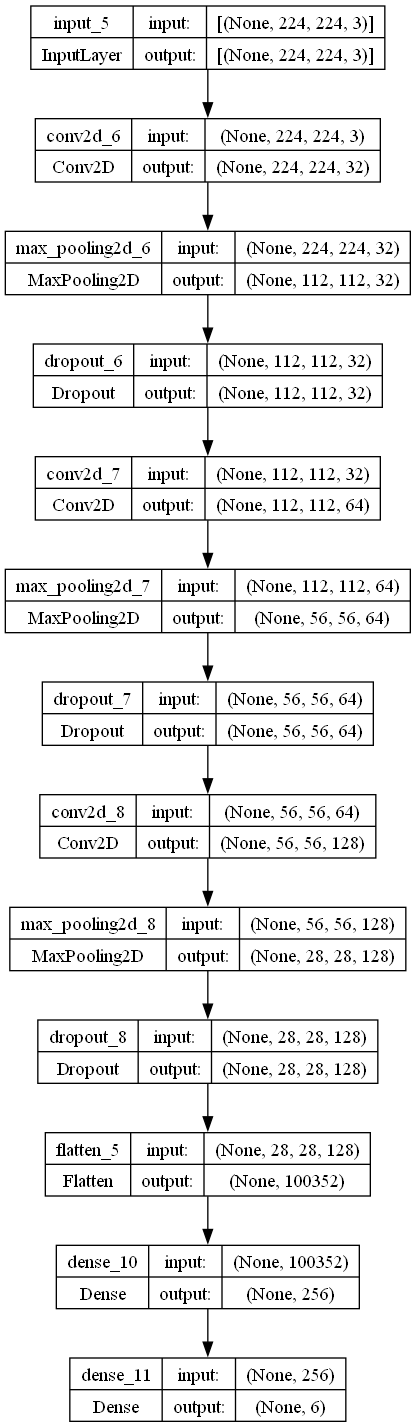 input_5 input: [(None, 224, 224, 3)]
InputLayer output: [(None, 224, 224, 3)]
conv2d_6 input: (None, 224, 224, 3)
Conv2D output: (None, 224, 224, 32)
max_pooling2d_6 input: (None, 224, 224, 32)
MaxPooling2D output: (None, 112, 112, 32)
dropout_6 input: (None, 112, 112, 32)
Dropout output: (None, 112, 112, 32)
conv2d_7 input: (None, 112, 112, 32)
Conv2D output: (None, 112, 112, 64)
max_pooling2d_7 input: (None, 112, 112, 64)
MaxPooling2D output: (None, 56, 56, 64)
dropout_7 input: (None, 56, 56, 64)
Dropout output: (None, 56, 56, 64)
conv2d_8 input: (None, 56, 56, 64)
Conv2D output: (None, 56, 56, 128)
max_pooling2d_8 input: (None, 56, 56, 128)
MaxPooling2D output: (None, 28, 28, 128)
dropout_8 input: (None, 28, 28, 128)
Dropout output: (None, 28, 28, 128)
flatten_5 input: (None, 28, 28, 128)
Flatten output: (None, 100352)
dense_10 input: (None, 100352)
Dense output: (None, 256)
dense_11 input: (None, 256)
Dense output: (None, 6)